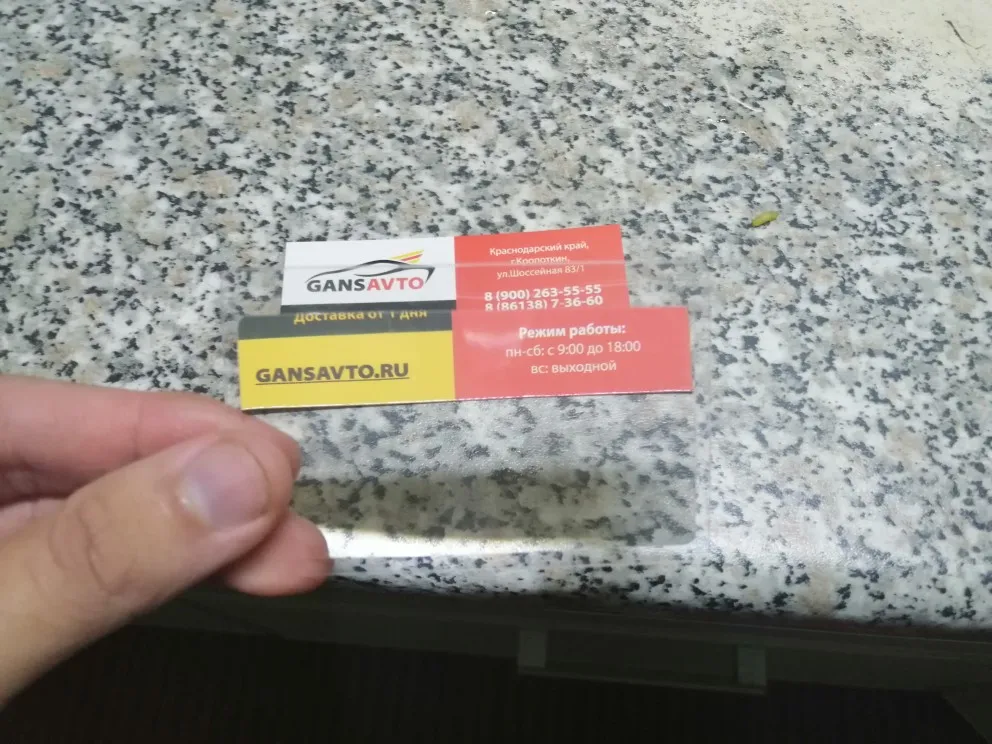 GANSAVTO
Краснодарский край,
г.Кропоткин,
ул.Шоссейная 83/1
8 (900) 263-55-55
8 (86138) 7-36-60
Доставка от 1 дня
GANSAVTO.RU
Режим работы:
пн-сб: с 9:00 до 18:00
вс: выходной